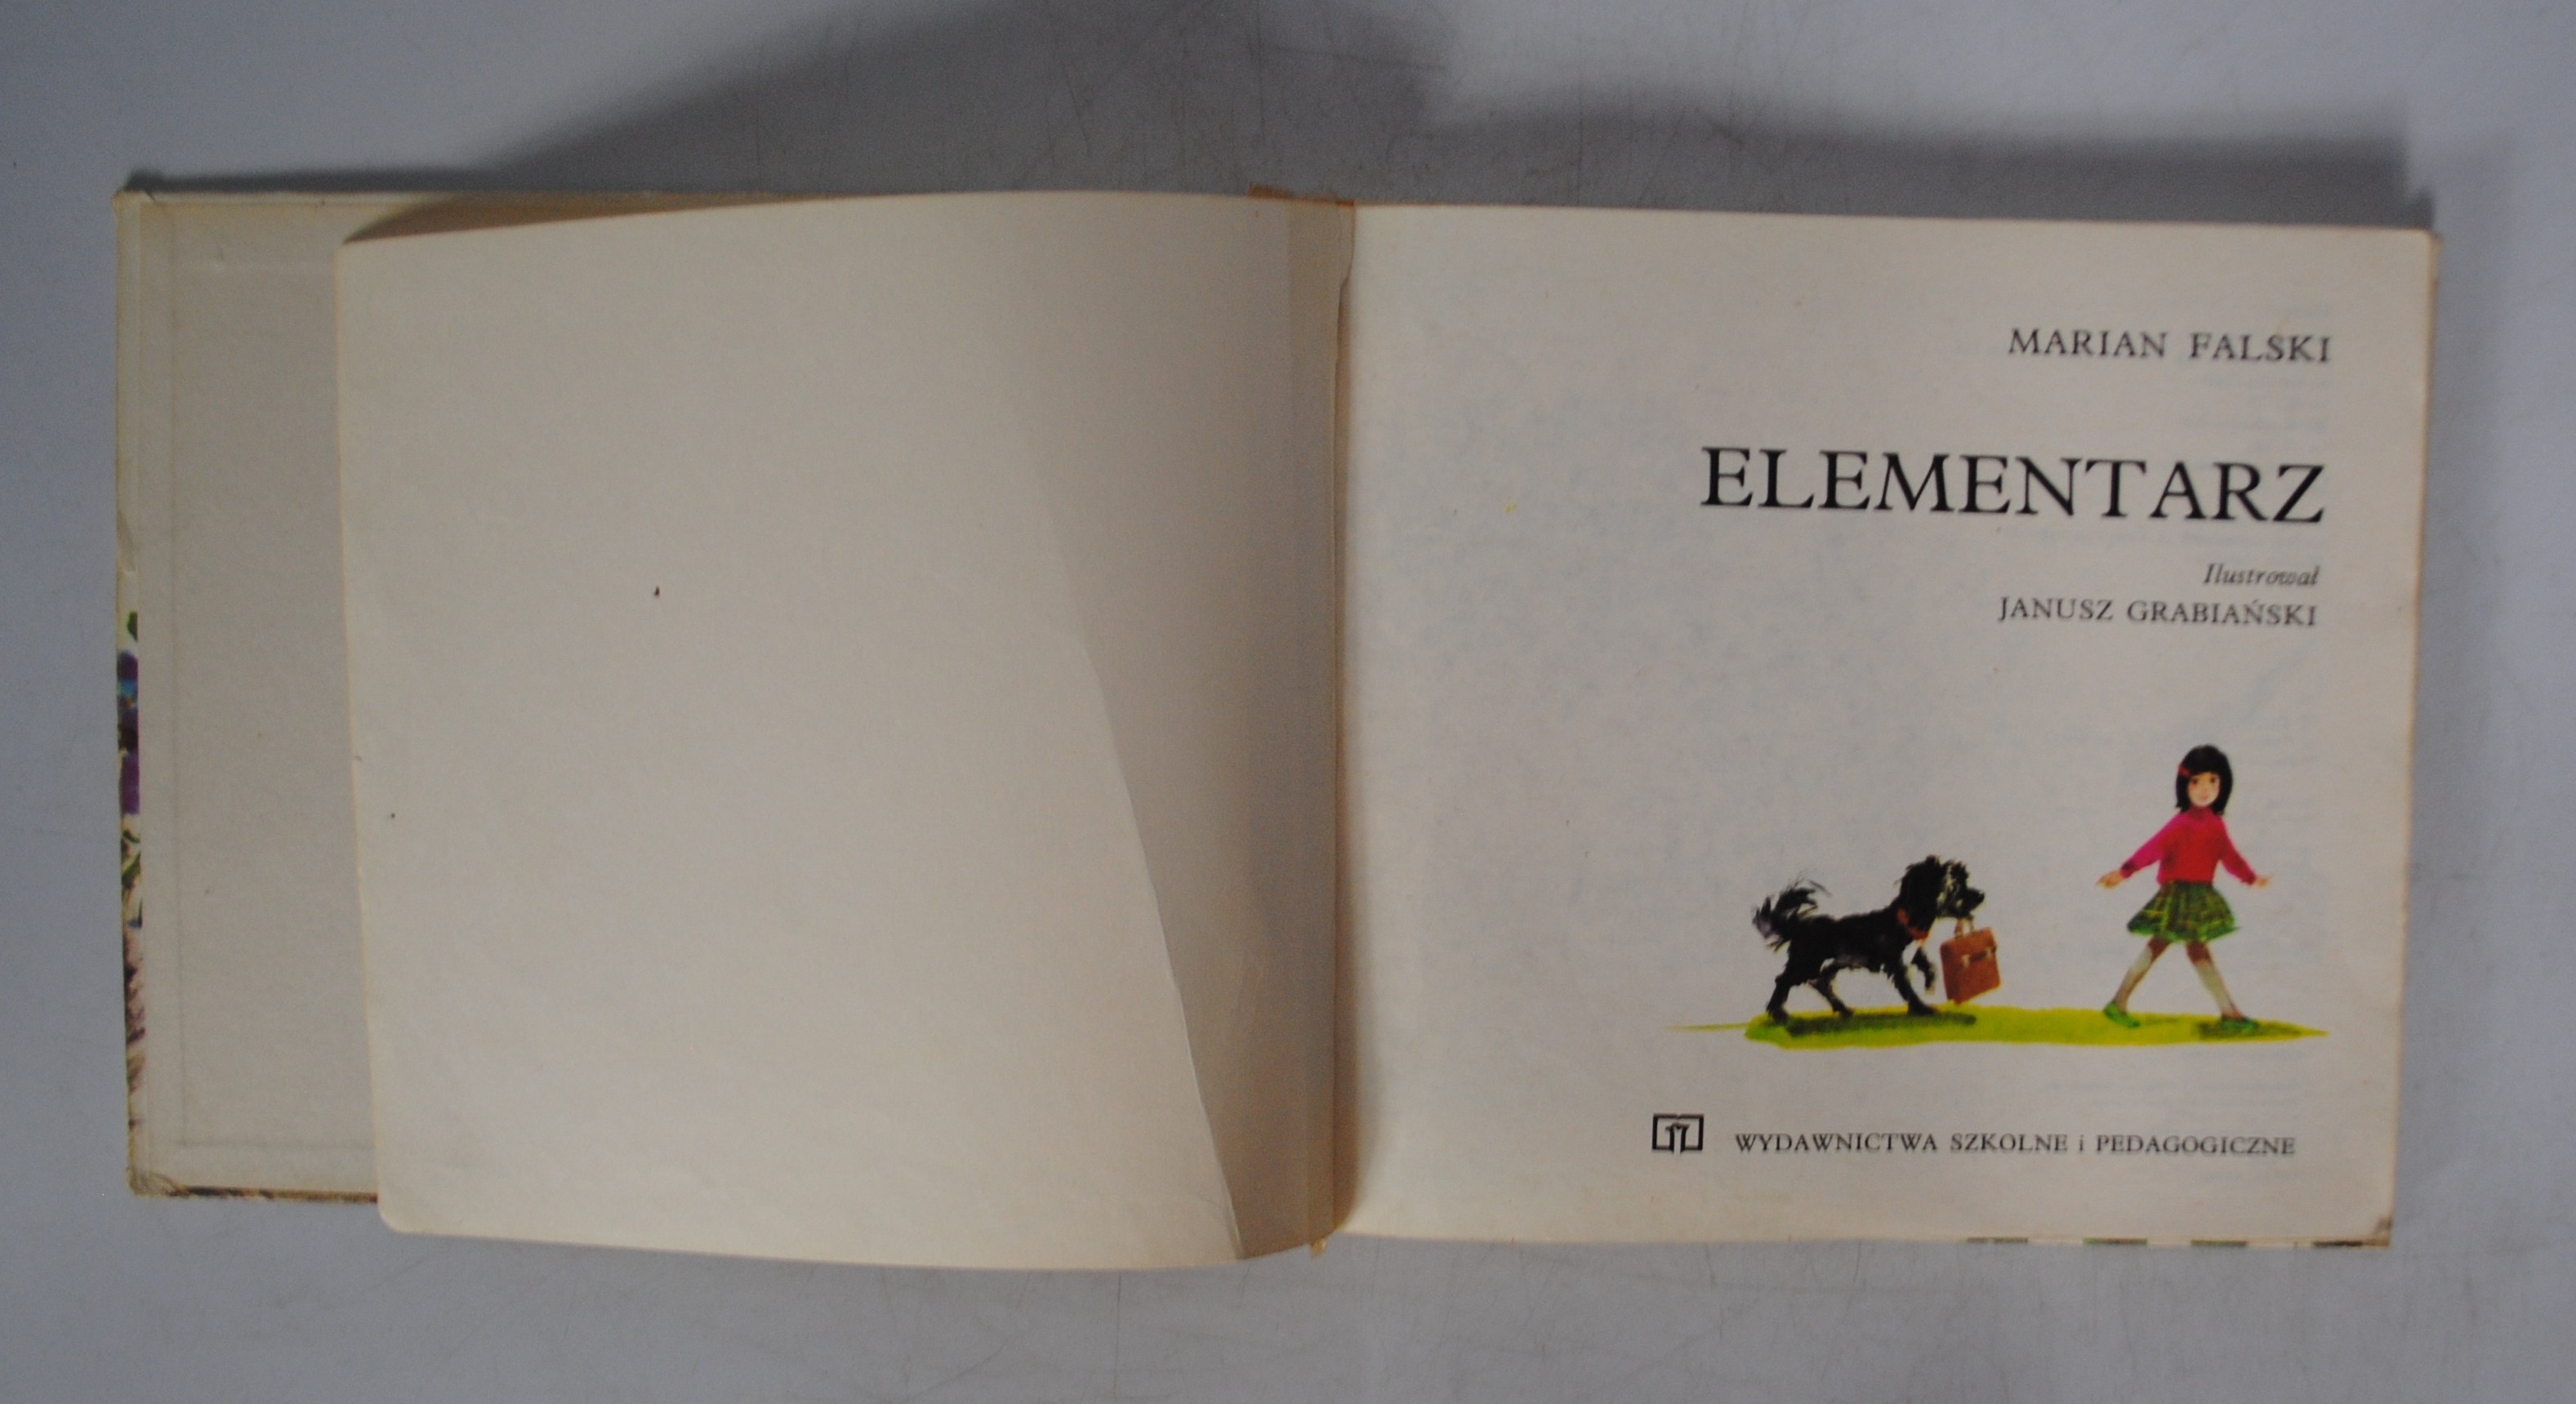 MARIAN FALSKI
ELEMENTARZ
Ilustrował
JANUSZ GRABIAŃSKI
WYDAWNICTWA SZKOLNE i PEDAGOGICZNE